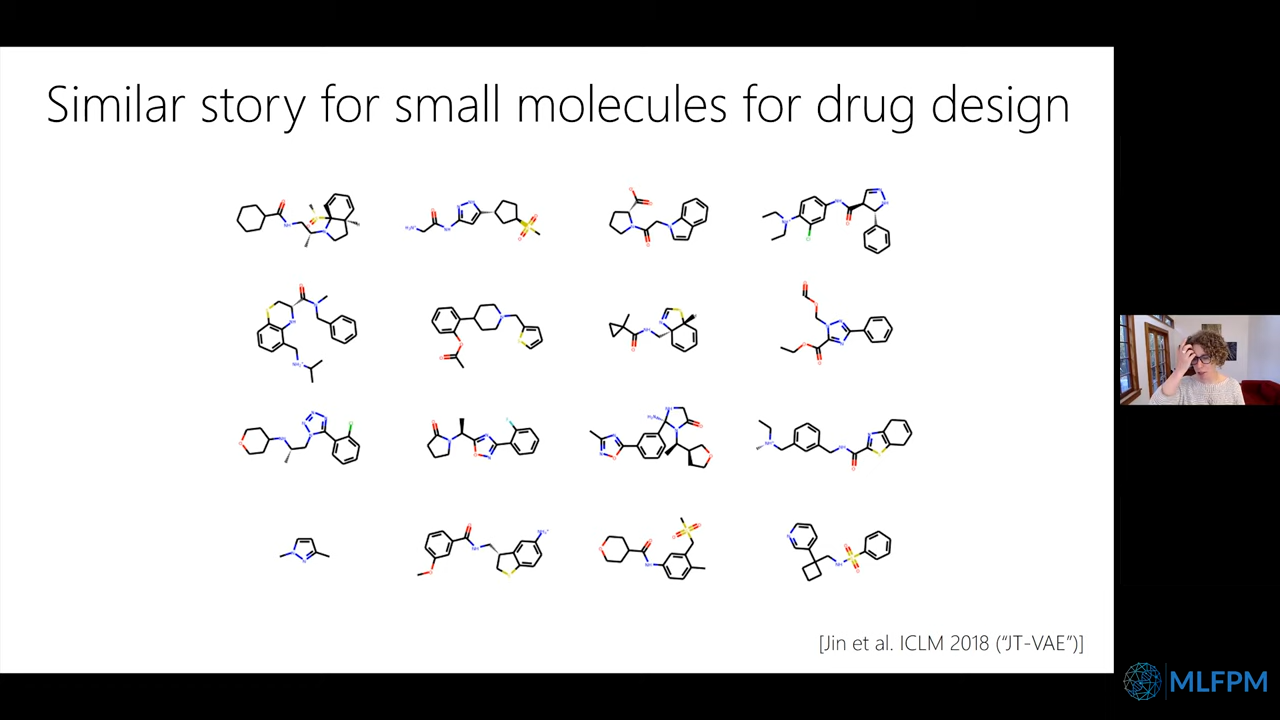 Similar story for small molecules for drug design
[Jin et al. ICLM 2018 (“JT-VAE”)]
MLFPM